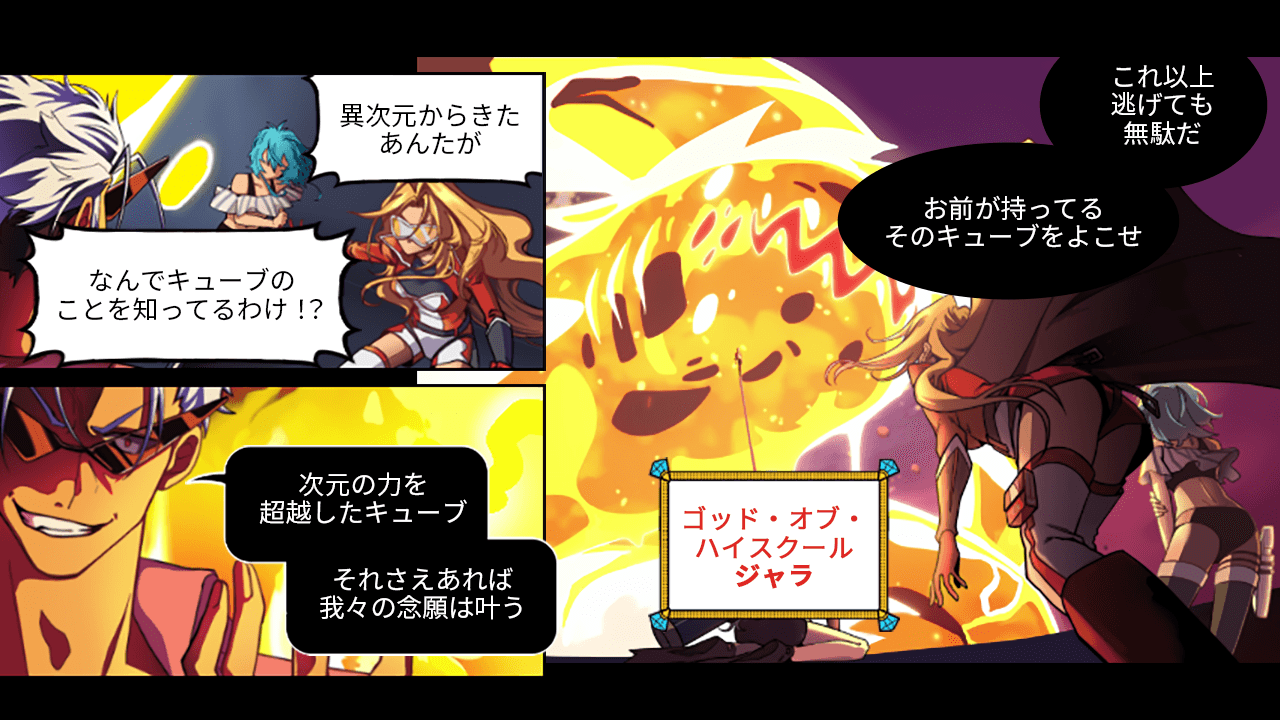 これ以上
逃げても
無駄だ
お前が持ってる
そのキューブをよこせ
ゴッド・オブ・
ハイスクール
ジャラ
異次元からきた
あんたが
なんでキューブの
ことを知ってるわけ!?
次元の力を
超越したキューブ
それさえあれば
我々の念願は叶う